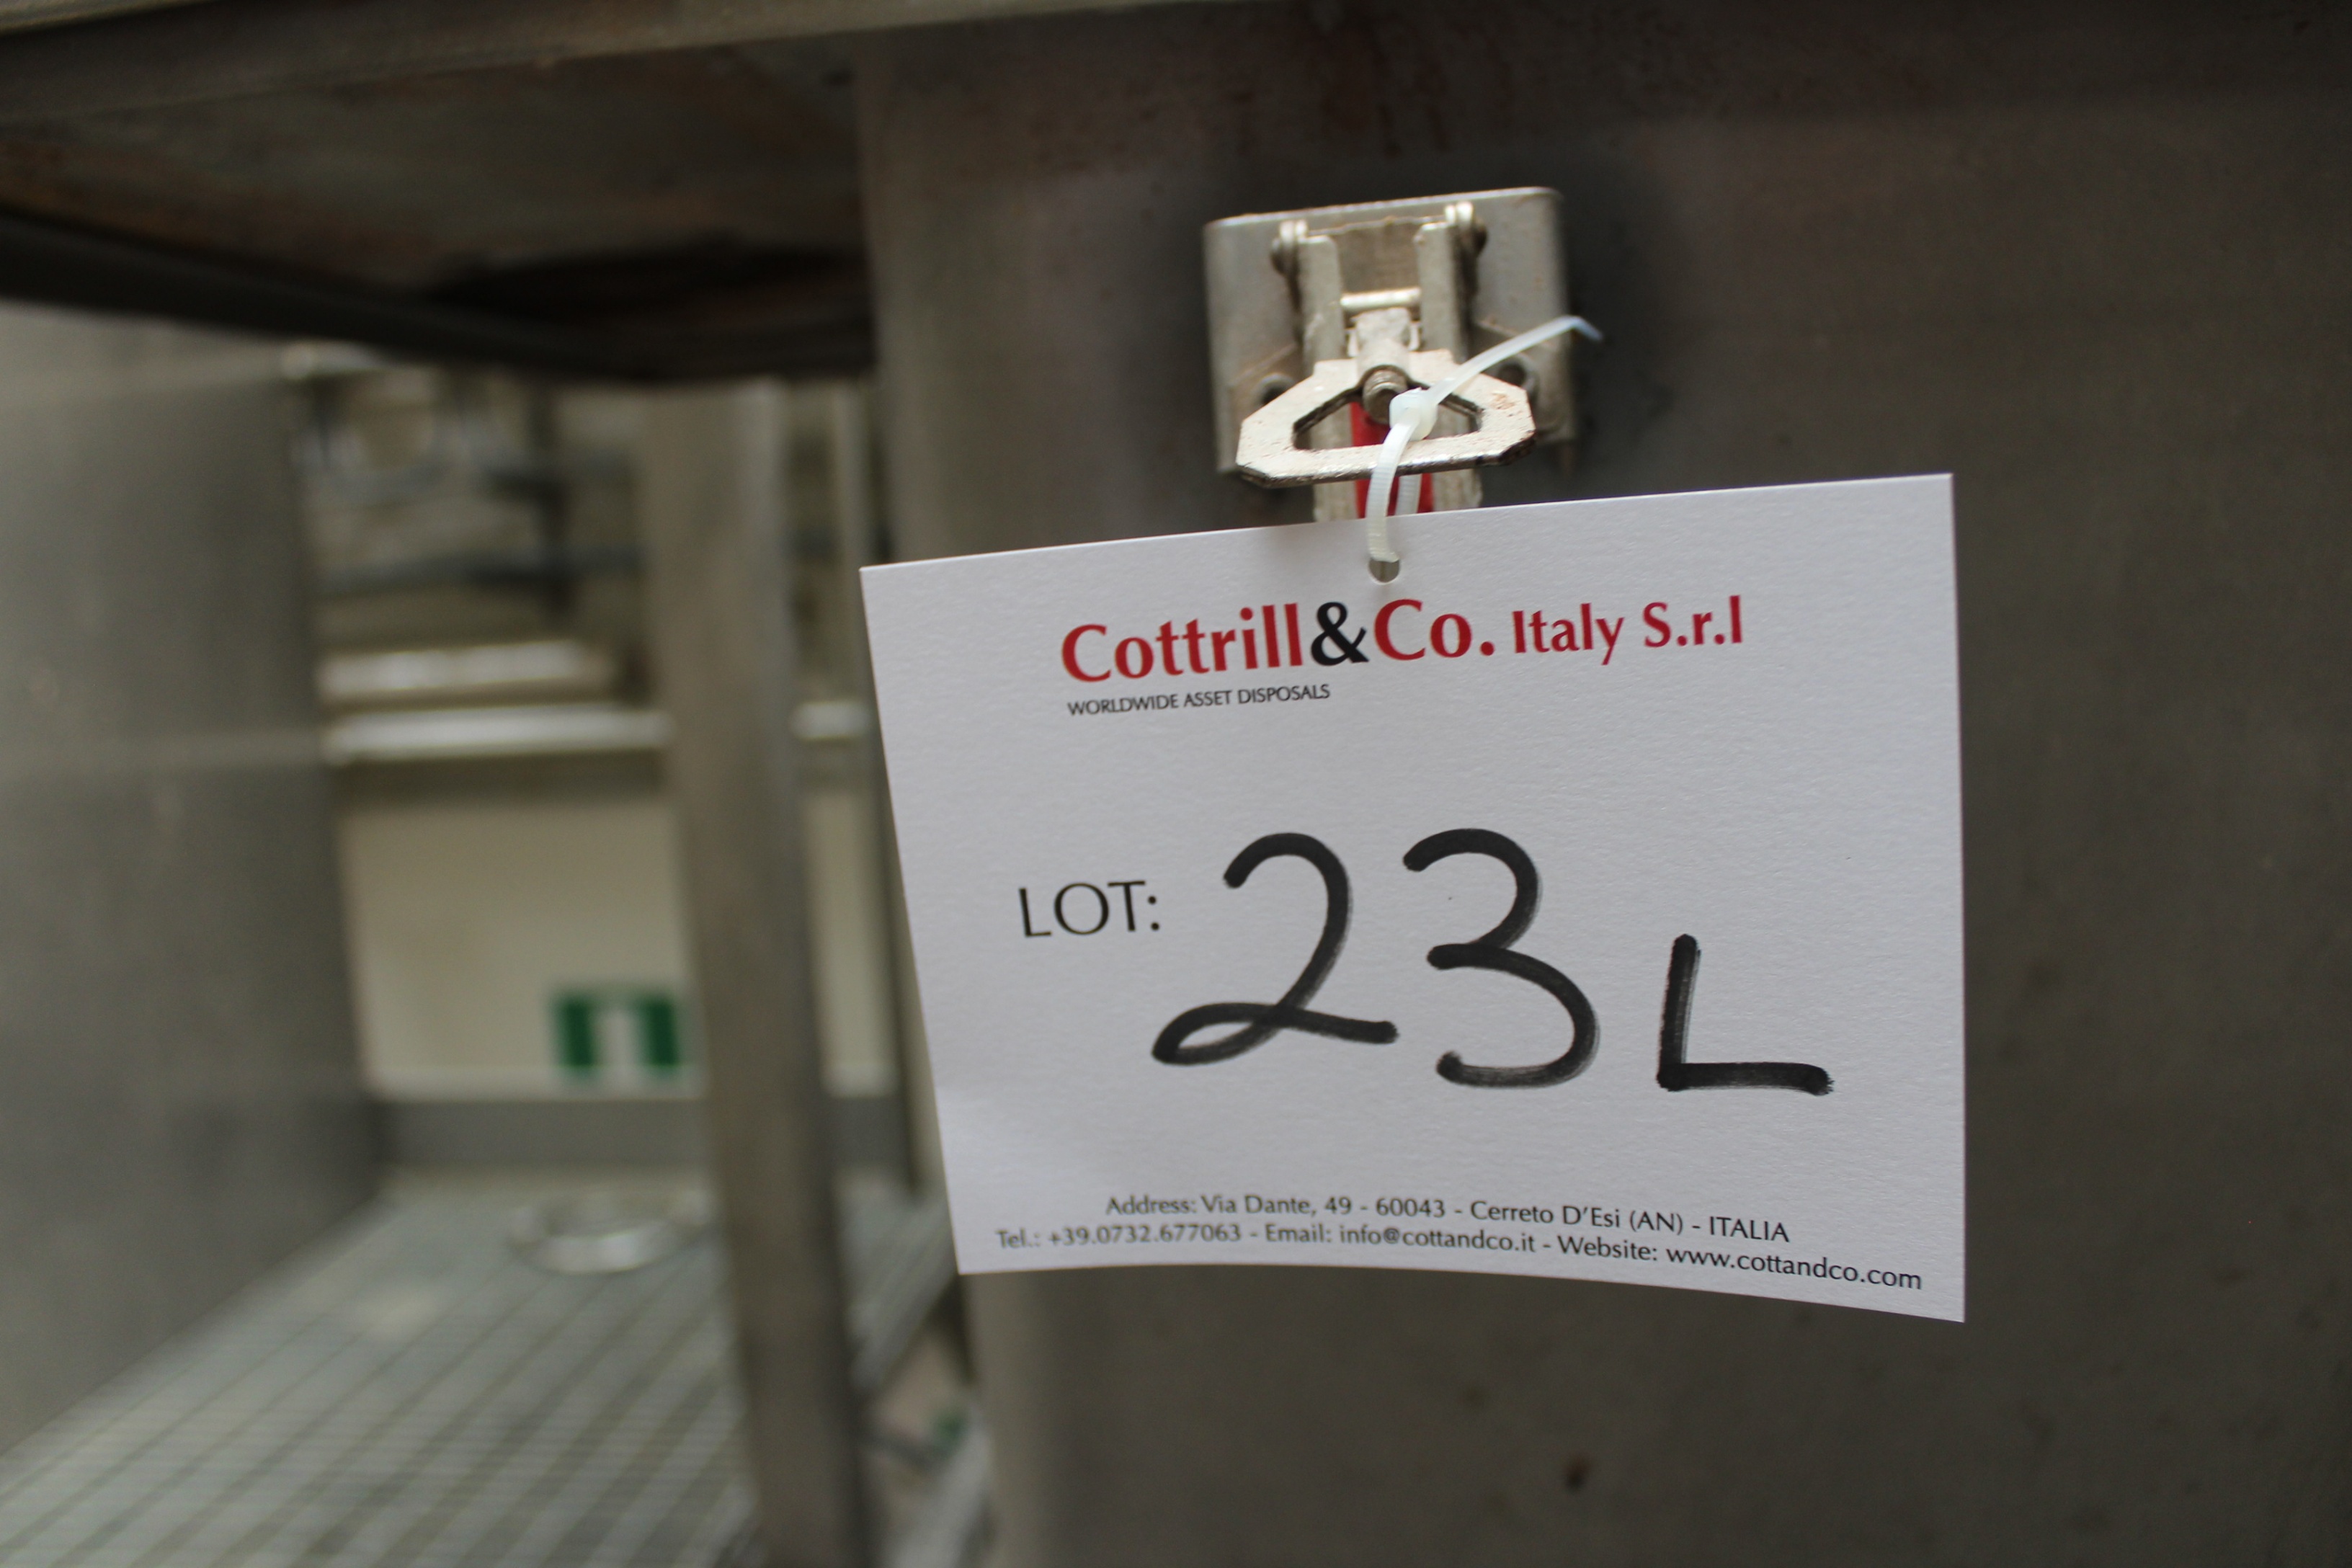 Cottrill&Co. Italy S.r.l
WORLDWIDE ASSET DISPOSALS
LOT: 23L
Address: Via Dante, 49 - 60043 - Cerreto D'Esi (AN) - ITALIA
Tel.: +39.0732.677063 - Email: info@cottandco.it - Website: www.cottandco.com